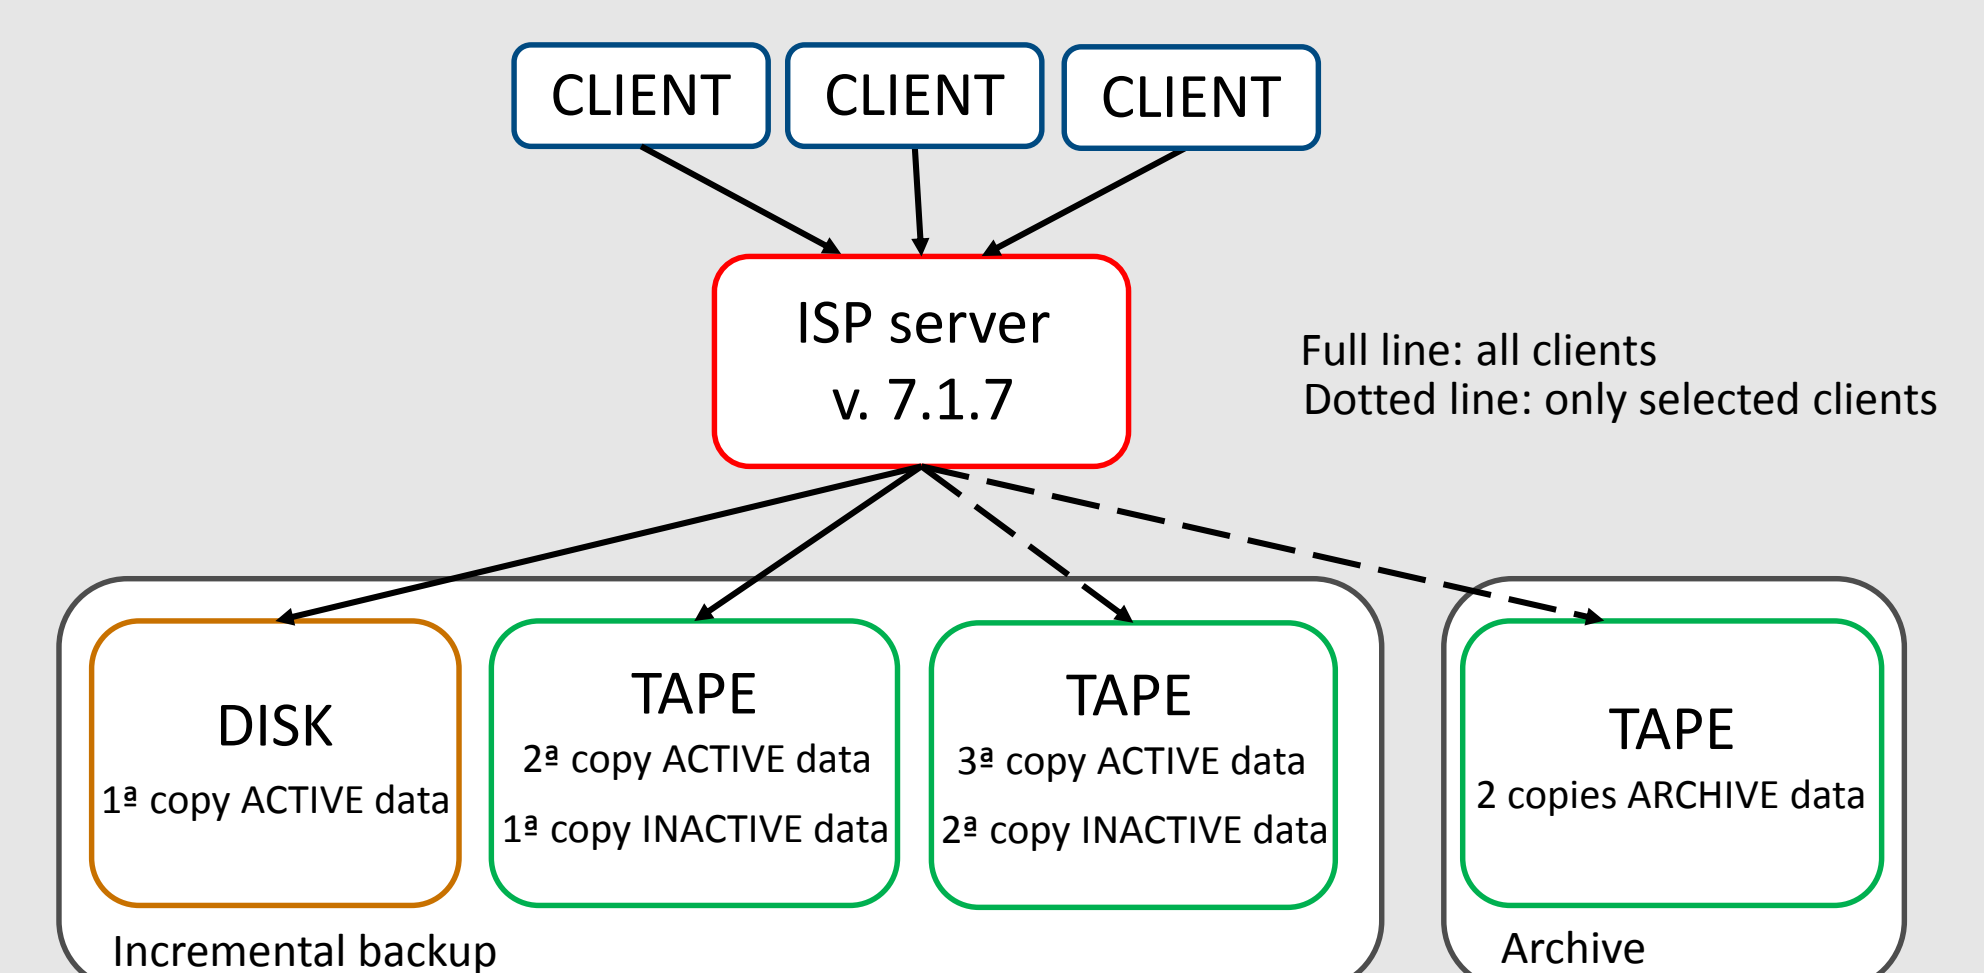 CLIENT
CLIENT
CLIENT
ISP server
v. 7.1.7
Full line: all clients
Dotted line: only selected clients
DISK
1ª copy ACTIVE data
TAPE
2ª copy ACTIVE data
1ª copy INACTIVE data
TAPE
3ª copy ACTIVE data
2ª copy INACTIVE data
TAPE
2 copies ARCHIVE data
Incremental backup
Archive